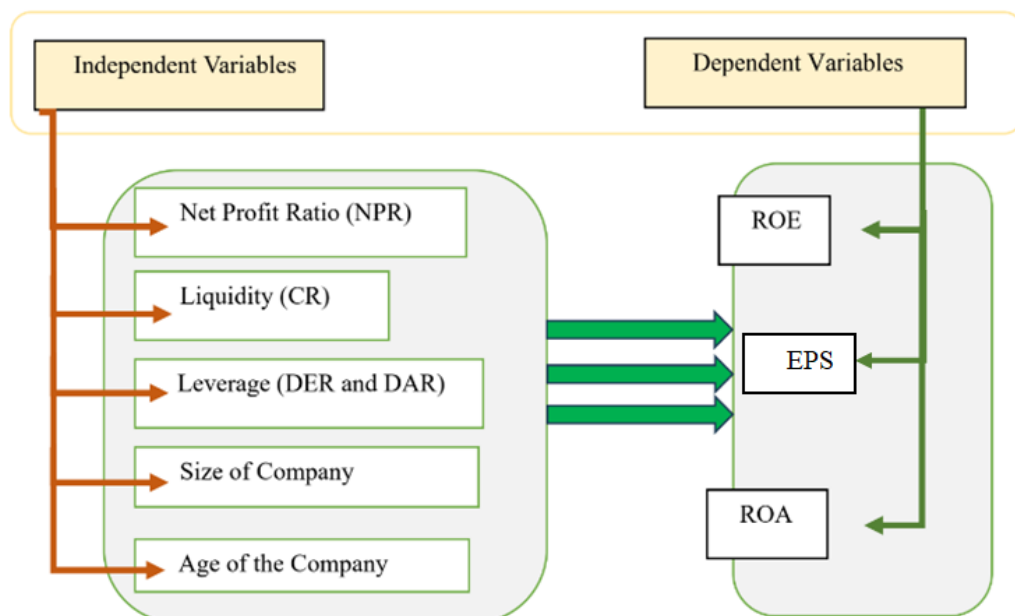 Independent Variables
Dependent Variables
Net Profit Ratio (NPR)
Liquidity (CR)
Leverage (DER and DAR)
Size of Company
Age of the Company
ROE
EPS
ROA